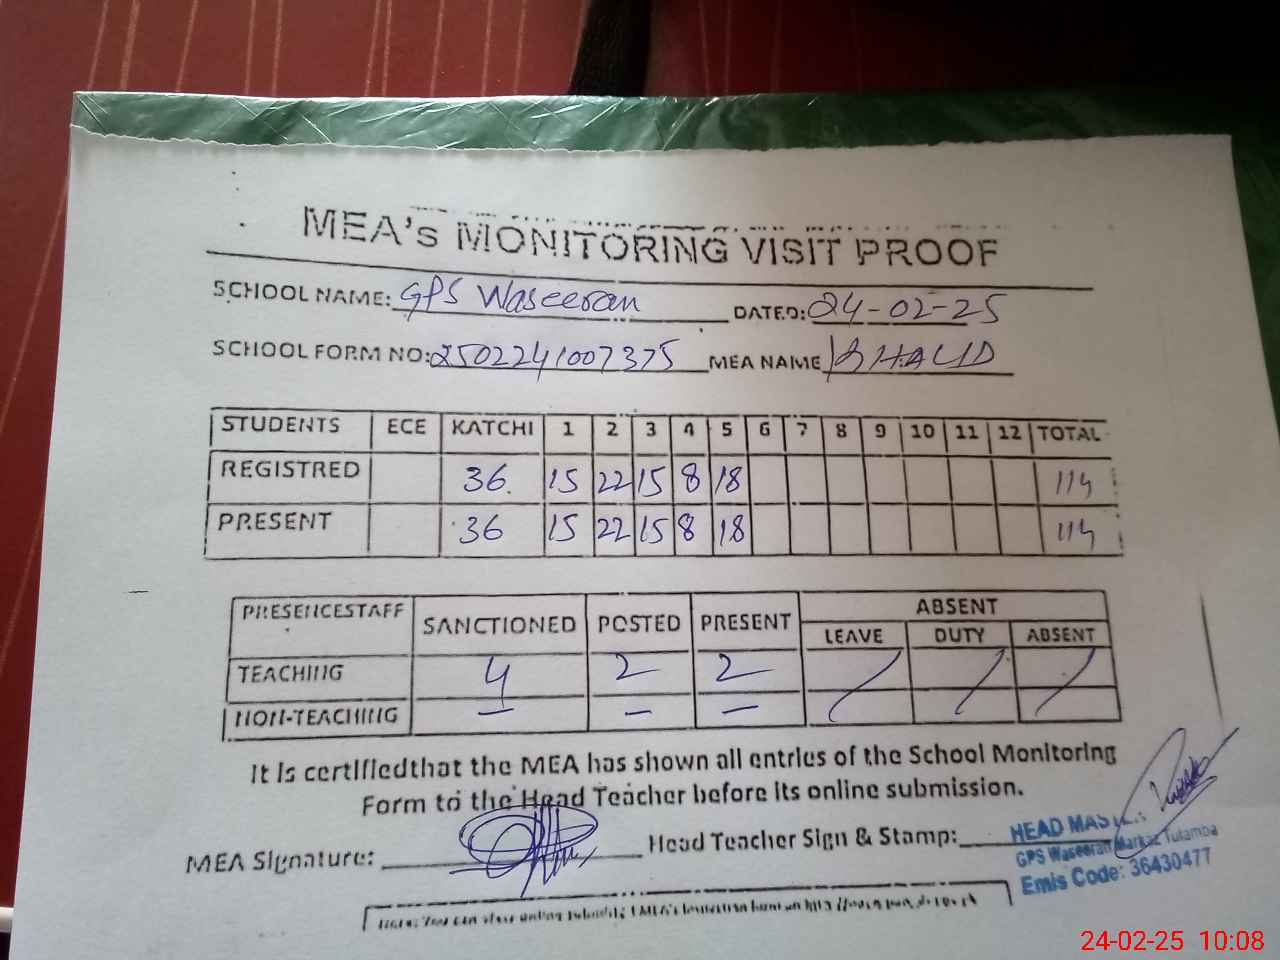 MEA's MONITORING VISIT PROOF
SCHOOL NAME: GPS Waseeran DATED: 24-02-25
SCHOOL FORM NO: 2502241007375 MEA NAME KHALID
STUDENTS ECE KATCHI 1 2 3 4 5 6 7 8 9 10 11 12 TOTAL
REGISTRED 36 15 22 15 8 18 114
PRESENT 36 15 22 15 8 18 114
PRESENCESTAFF SANCTIONED POSTED PRESENT ABSENT
LEAVE DUTY ABSENT
TEACHING 4 2 2
NON-TEACHING — — —
It is certifiedthat the MEA has shown all entries of the School Monitoring
Form to the Head Teacher before its online submission.
MEA Signature: Head Teacher Sign & Stamp:
HEAD MASTER
GPS Waseeran Markaz Tulamba
Emis Code: 36430477
24-02-25 10:08